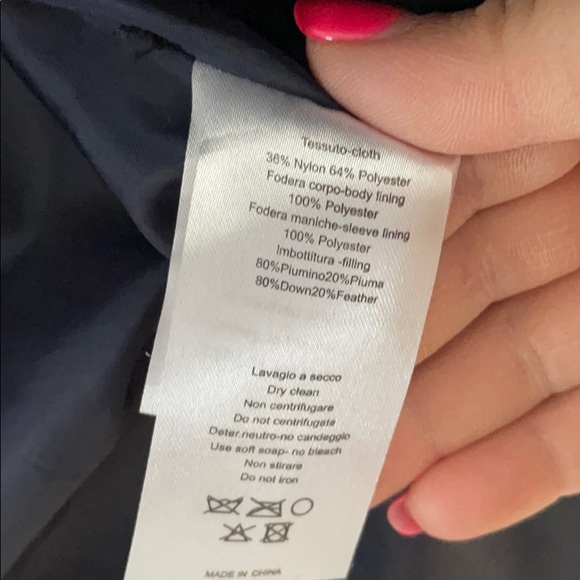 Tessuto-cloth
36% Nylon 64% Polyester
Fodera corpo-body lining
100% Polyester
Fodera maniche-sleeve lining
100% Polyester
Imbottitura -filling
80%Piumino20%Piuma
80%Down20%Feather
Lavagio a secco
Dry clean
Non centrifugare
Do not centrifugate
Deter.neutro-no candeggio
Use soft soap- no bleach
Non stirare
Do not iron
MADE IN CHINA